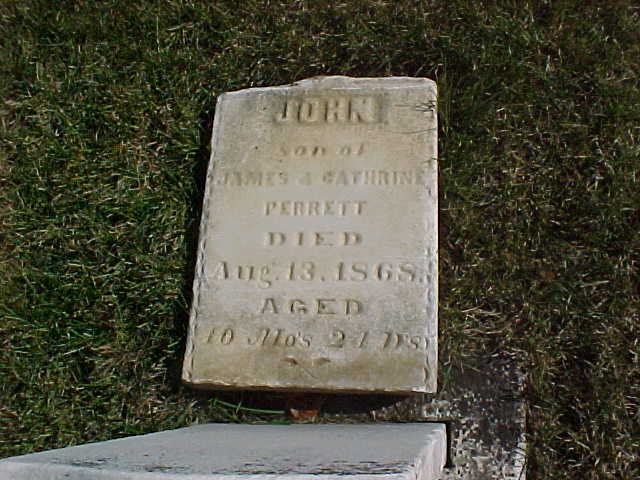 JOHN
son of
JAMES & CATHRINE
PERRETT
DIED
Aug. 13. 1868.
AGED
10 Mo's 24 D's